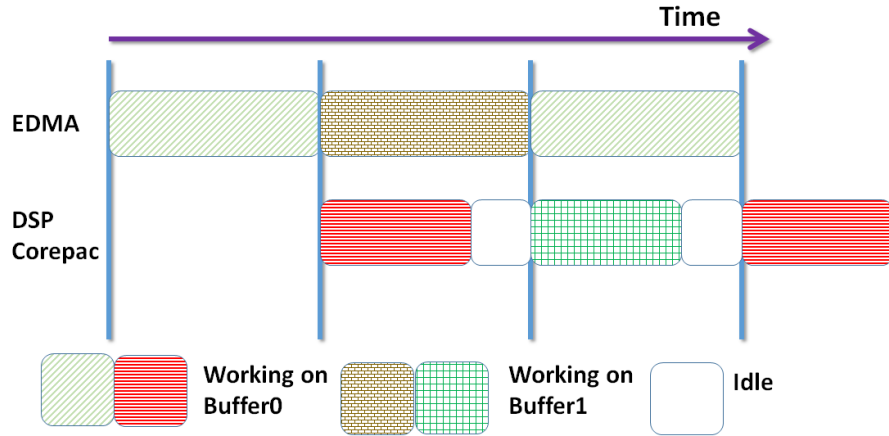 Time
EDMA
DSP
Corepac
Working on
Buffer0
Working on
Buffer1
Idle